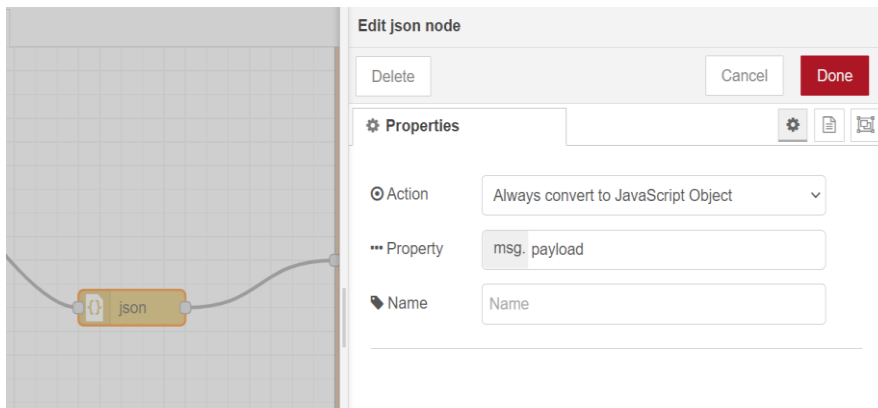 Edit json node
Delete
Cancel
Done
Properties
Action
Always convert to JavaScript Object
Property
msg. payload
Name
Name
{} json